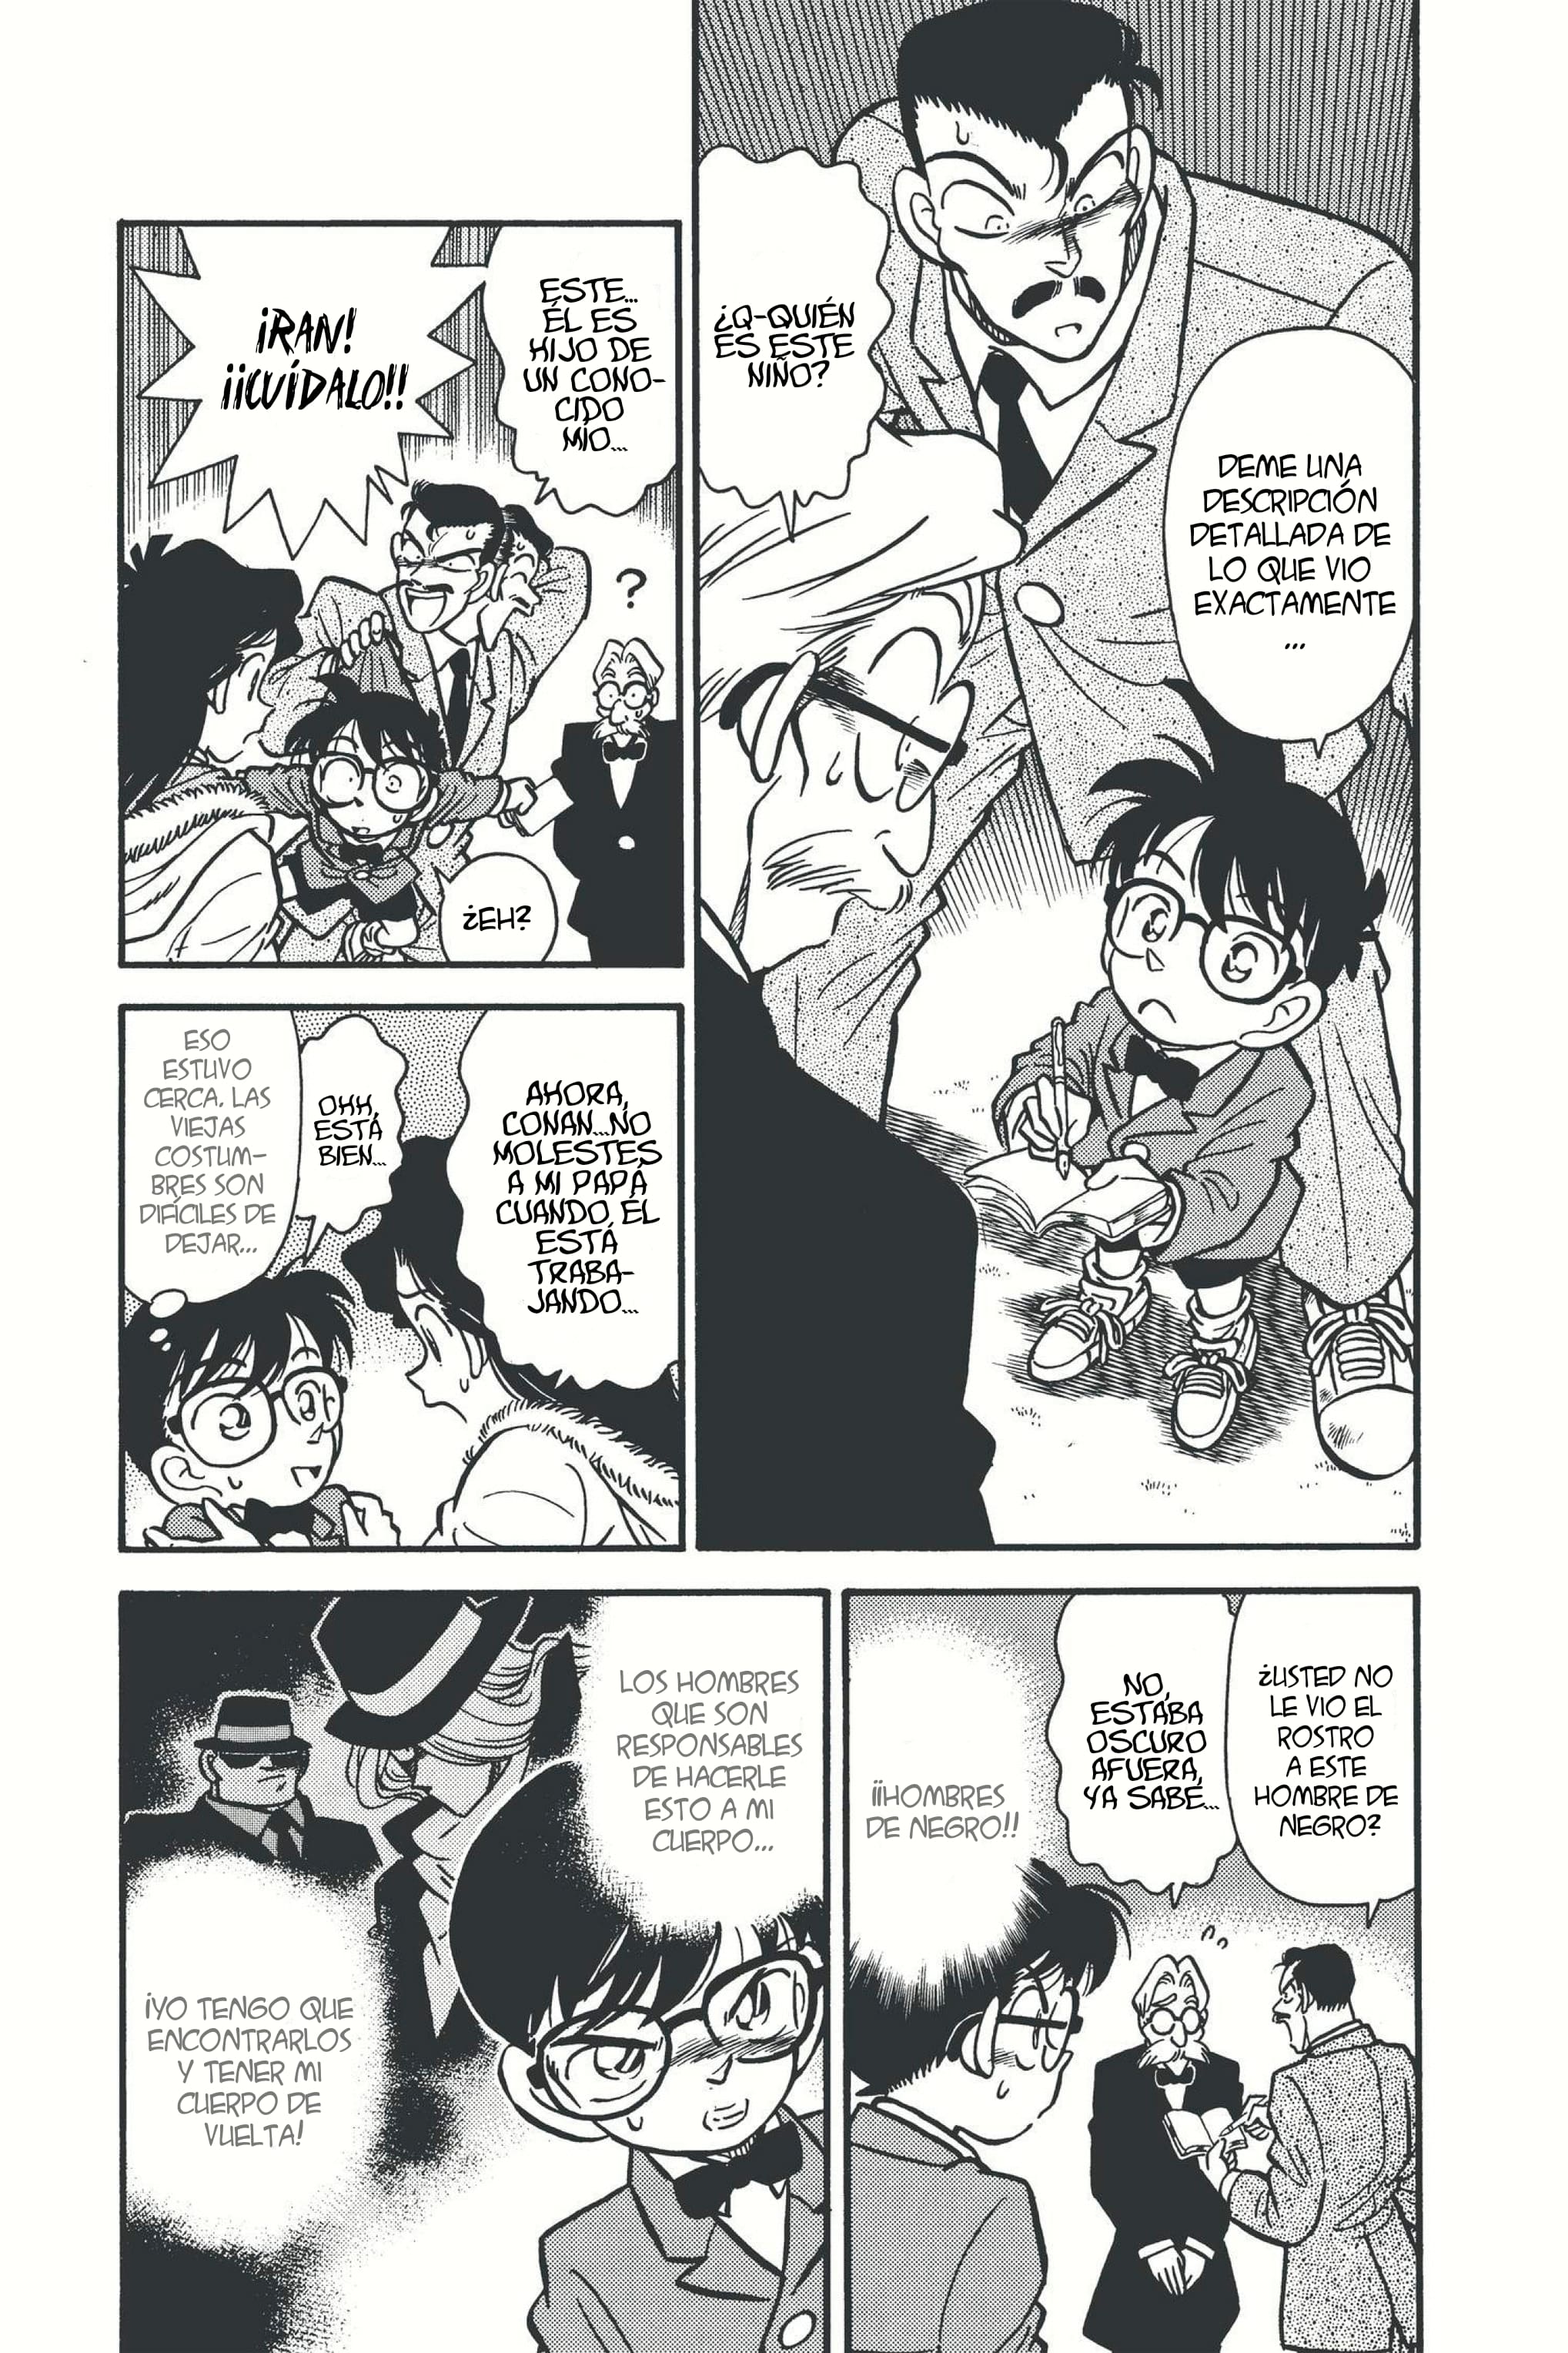 DEME UNA
DESCRIPCIÓN
DETALLADA DE
LO QUE VIO
EXACTAMENTE
...
¿Q-QUIÉN
ES ESTE
NIÑO?
ESTE...
ÉL ES
HIJO DE
UN CONO-
CIDO
MÍO...
¡RAN!
¡¡CUÍDALO!!
?
¿EH?
AHORA,
CONAN...NO
MOLESTES
A MI PAPÁ
CUANDO ÉL
ESTÁ
TRABA-
JANDO...
OHH,
ESTÁ
BIEN...
ESO
ESTUVO
CERCA. LAS
VIEJAS
COSTUM-
BRES SON
DIFÍCILES DE
DEJAR...
¿USTED NO
LE VIO EL
ROSTRO
A ESTE
HOMBRE DE
NEGRO?
NO,
ESTABA
OSCURO
AFUERA,
YA SABE...
¡¡HOMBRES
DE NEGRO!!
LOS HOMBRES
QUE SON
RESPONSABLES
DE HACERLE
ESTO A MI
CUERPO...
¡YO TENGO QUE
ENCONTRARLOS
Y TENER MI
CUERPO DE
VUELTA!